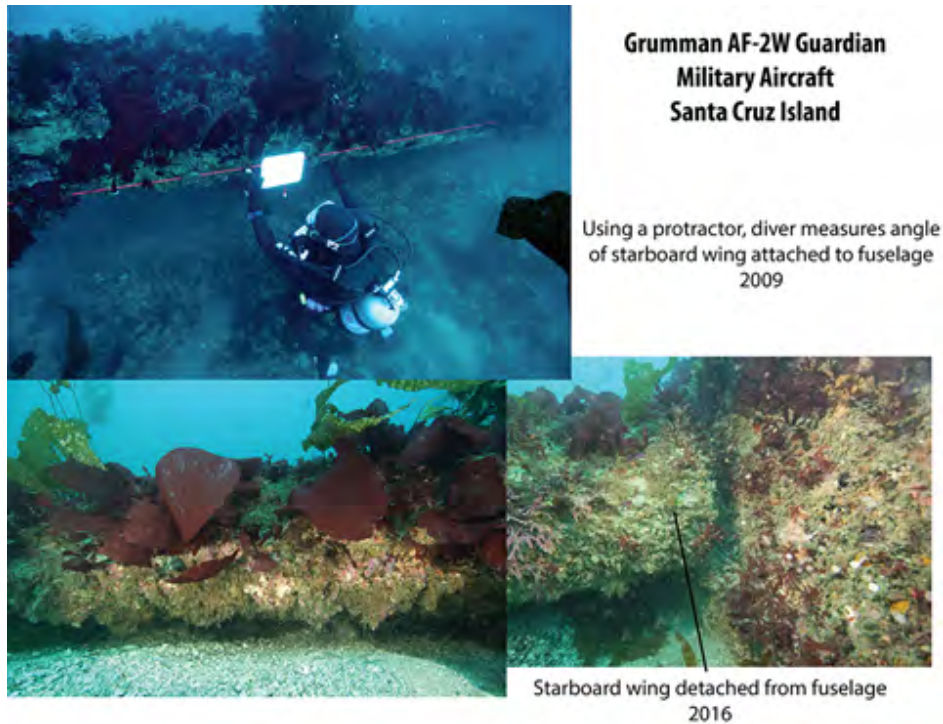 Grumman AF-2W Guardian
Military Aircraft
Santa Cruz Island
Using a protractor, diver measures angle
of starboard wing attached to fuselage
2009
Starboard wing detached from fuselage
2016